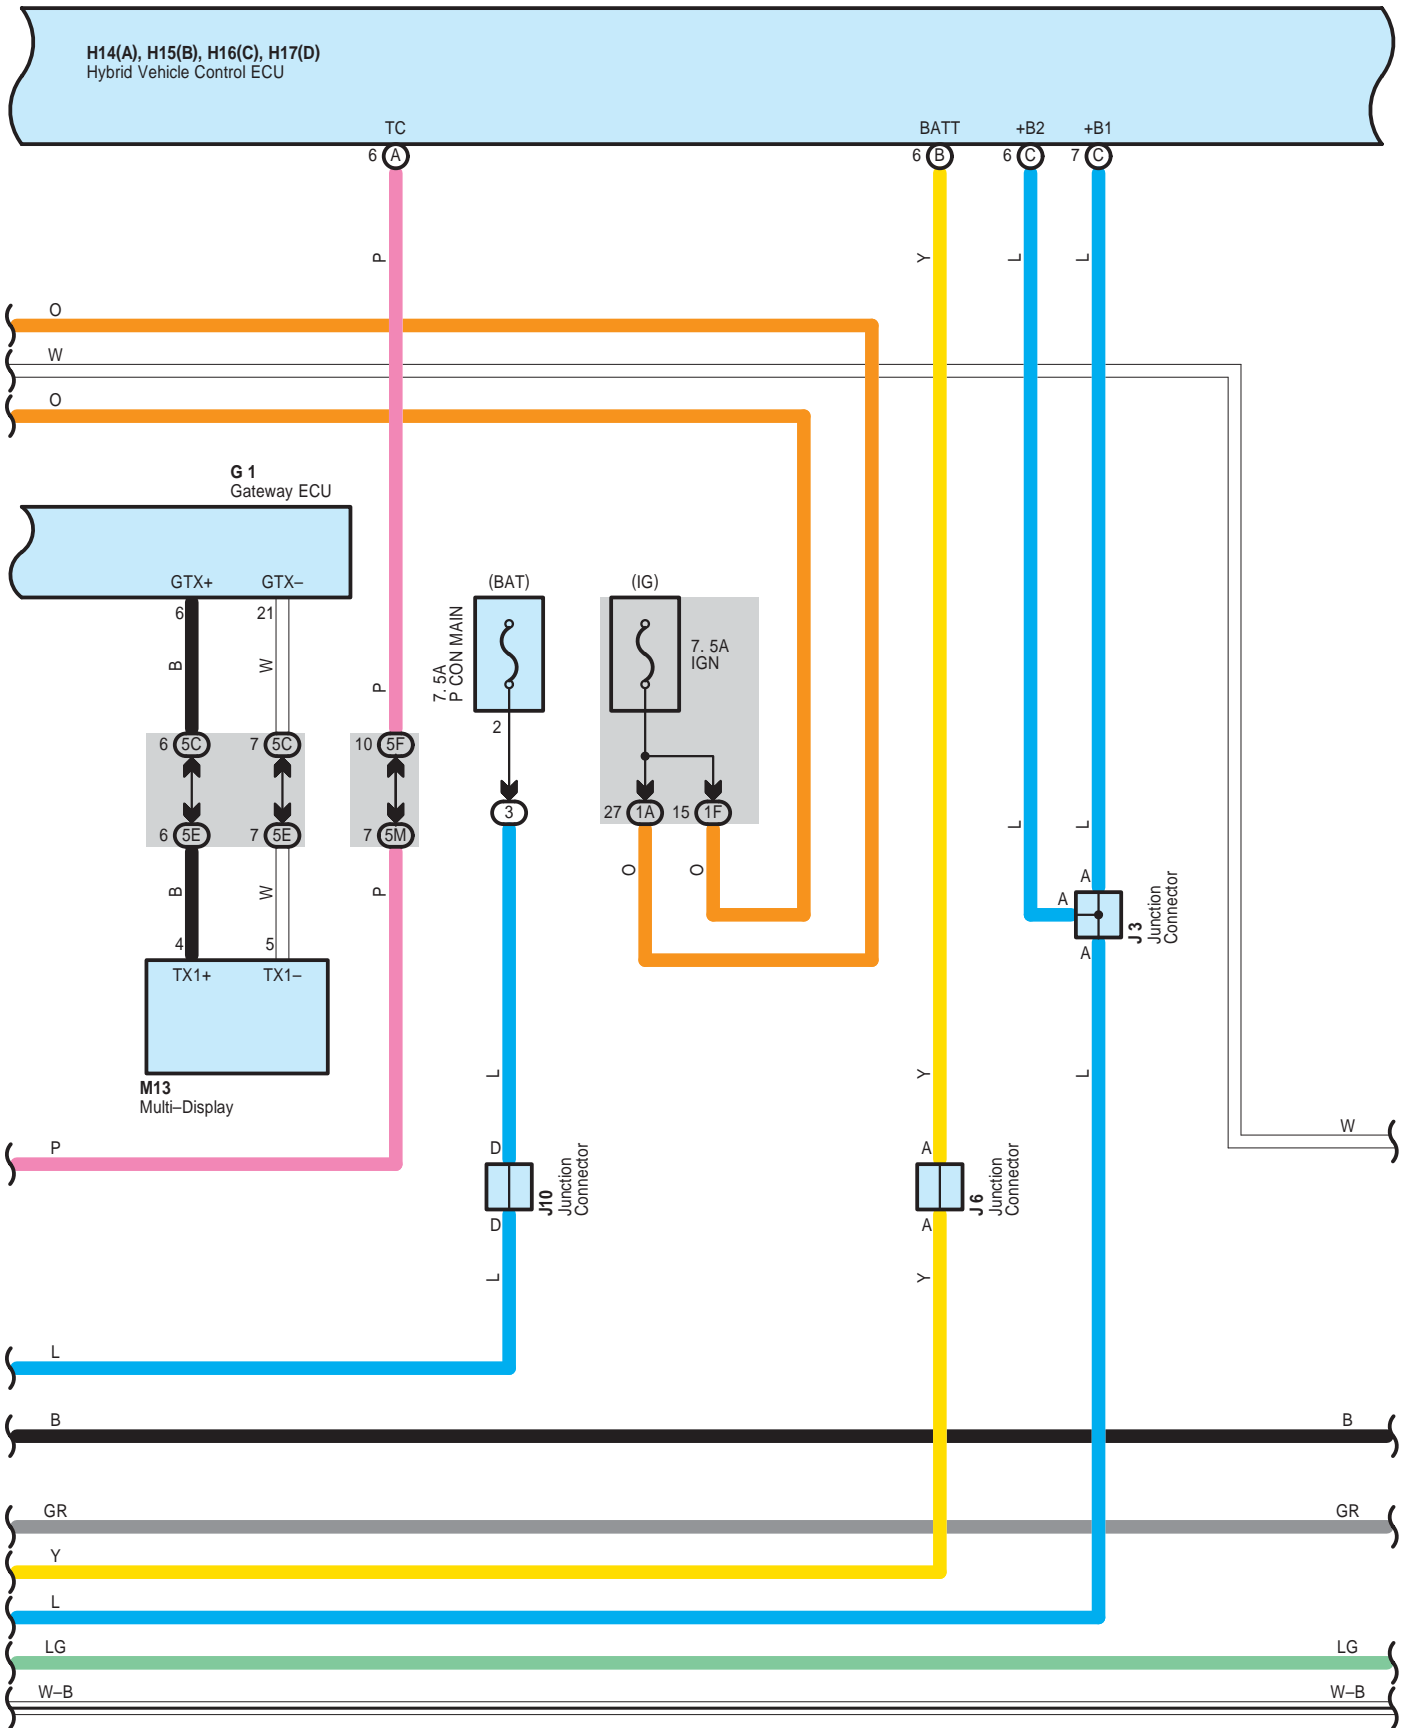 H14(A), H15(B), H16(C), H17(D)
Hybrid Vehicle Control ECU
TC
BATT
+B2
+B1
6
A
6
B
6
C
7
C
P
Y
L
L
O
W
O
G 1
Gateway ECU
GTX+
GTX–
(BAT)
(IG)
6
21
B
W
P
7. 5A
P CON MAIN
7. 5A
IGN
2
6
5C
7
5C
10
5F
3
27
1A
15
1F
L
L
6
5E
7
5E
7
5M
B
W
P
O
O
A
A
J 3
Junction
Connector
A
4
5
TX1+
TX1–
M13
Multi–Display
L
Y
L
W
P
D
J10
Junction
Connector
D
A
J 6
Junction
Connector
A
L
Y
L
B
B
GR
GR
Y
L
LG
LG
W–B
W–B